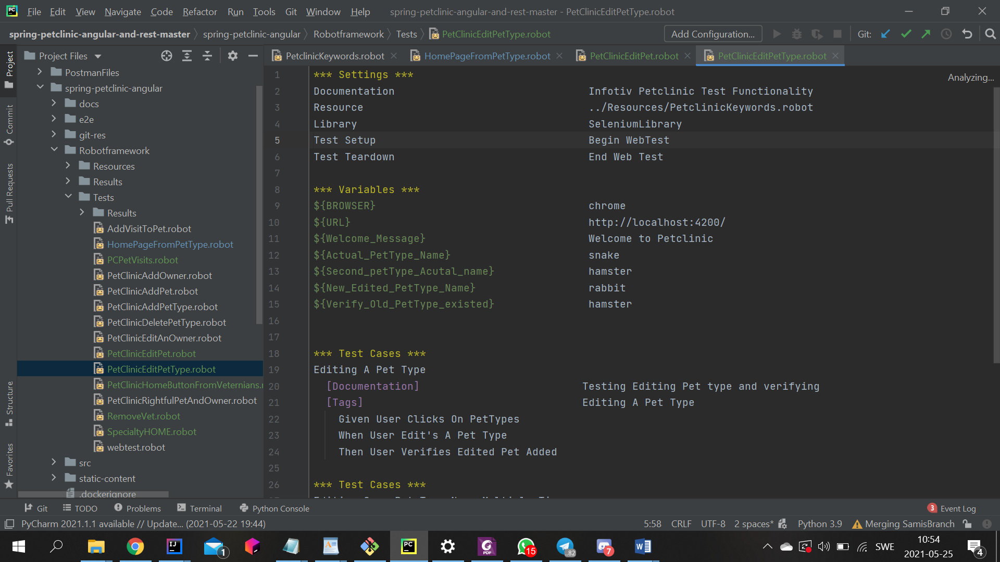 File Edit View Navigate Code Refactor Run Tools Git Window Help spring-petclinic-angular-and-rest-master - PetClinicEditPetType.robot
spring-petclinic-angular-and-rest-master spring-petclinic-angular Robotframework Tests PetClinicEditPetType.robot Add Configuration... Git:
Project Files
PetclinicKeywords.robot HomePageFromPetType.robot PetClinicEditPet.robot PetClinicEditPetType.robot
Project
Commit
Pull Requests
Structure
Favorites
PostmanFiles
spring-petclinic-angular
docs
e2e
git-res
Robotframework
Resources
Results
Tests
Results
AddVisitToPet.robot
HomePageFromPetType.robot
PCPetVisits.robot
PetClinicAddOwner.robot
PetClinicAddPet.robot
PetClinicAddPetType.robot
PetClinicDeletePetType.robot
PetClinicEditAnOwner.robot
PetClinicEditPet.robot
PetClinicEditPetType.robot
PetClinicHomeButtonFromVeternians.
PetClinicRightfulPetAndOwner.robot
RemoveVet.robot
SpecialtyHOME.robot
webtest.robot
src
static-content
.dockerignore
Analyzing...
1 *** Settings ***
2 Documentation Infotiv Petclinic Test Functionality
3 Resource ../Resources/PetclinicKeywords.robot
4 Library SeleniumLibrary
5 Test Setup Begin WebTest
6 Test Teardown End Web Test
7
8 *** Variables ***
9 ${BROWSER} chrome
10 ${URL} http://localhost:4200/
11 ${Welcome_Message} Welcome to Petclinic
12 ${Actual_PetType_Name} snake
13 ${Second_petType_Acutal_name} hamster
14 ${New_Edited_PetType_Name} rabbit
15 ${Verify_Old_PetType_existed} hamster
16
17
18 *** Test Cases ***
19 Editing A Pet Type
20 [Documentation] Testing Editing Pet type and verifying
21 [Tags] Editing A Pet Type
22 Given User Clicks On PetTypes
23 When User Edit's A Pet Type
24 Then User Verifies Edited Pet Added
25
26 *** Test Cases ***
Git TODO Problems Terminal Python Console 3 Event Log
PyCharm 2021.1.1 available // Update... (2021-05-22 19:44) 5:58 CRLF UTF-8 2 spaces* Python 3.9 Merging SamisBranch
1 15 ..82 7 SWE 10:54
2021-05-25 4